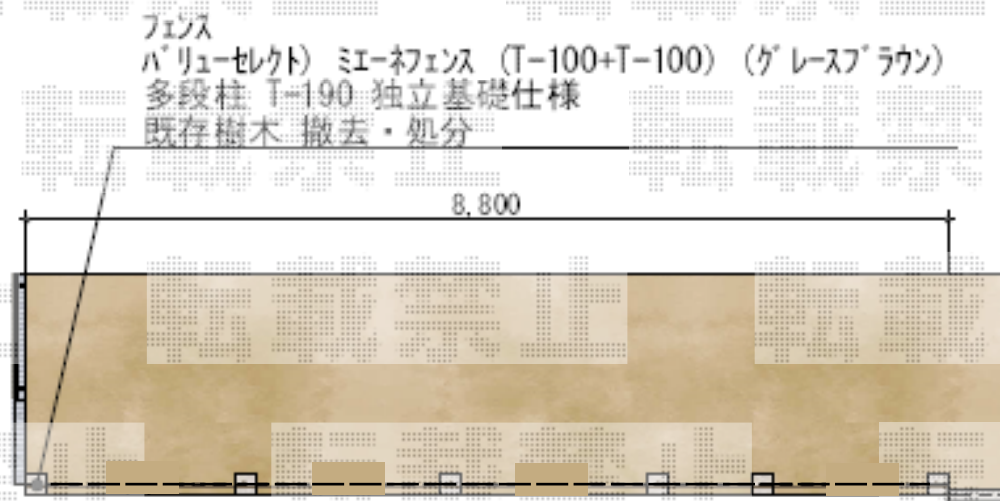 フェンス
バリューセレクト) ミエーネフェンス (T-100+T-100) (グレースブラウン)
多段柱 T-190 独立基礎仕様
既存樹木 撤去・処分
8,800
転載禁止